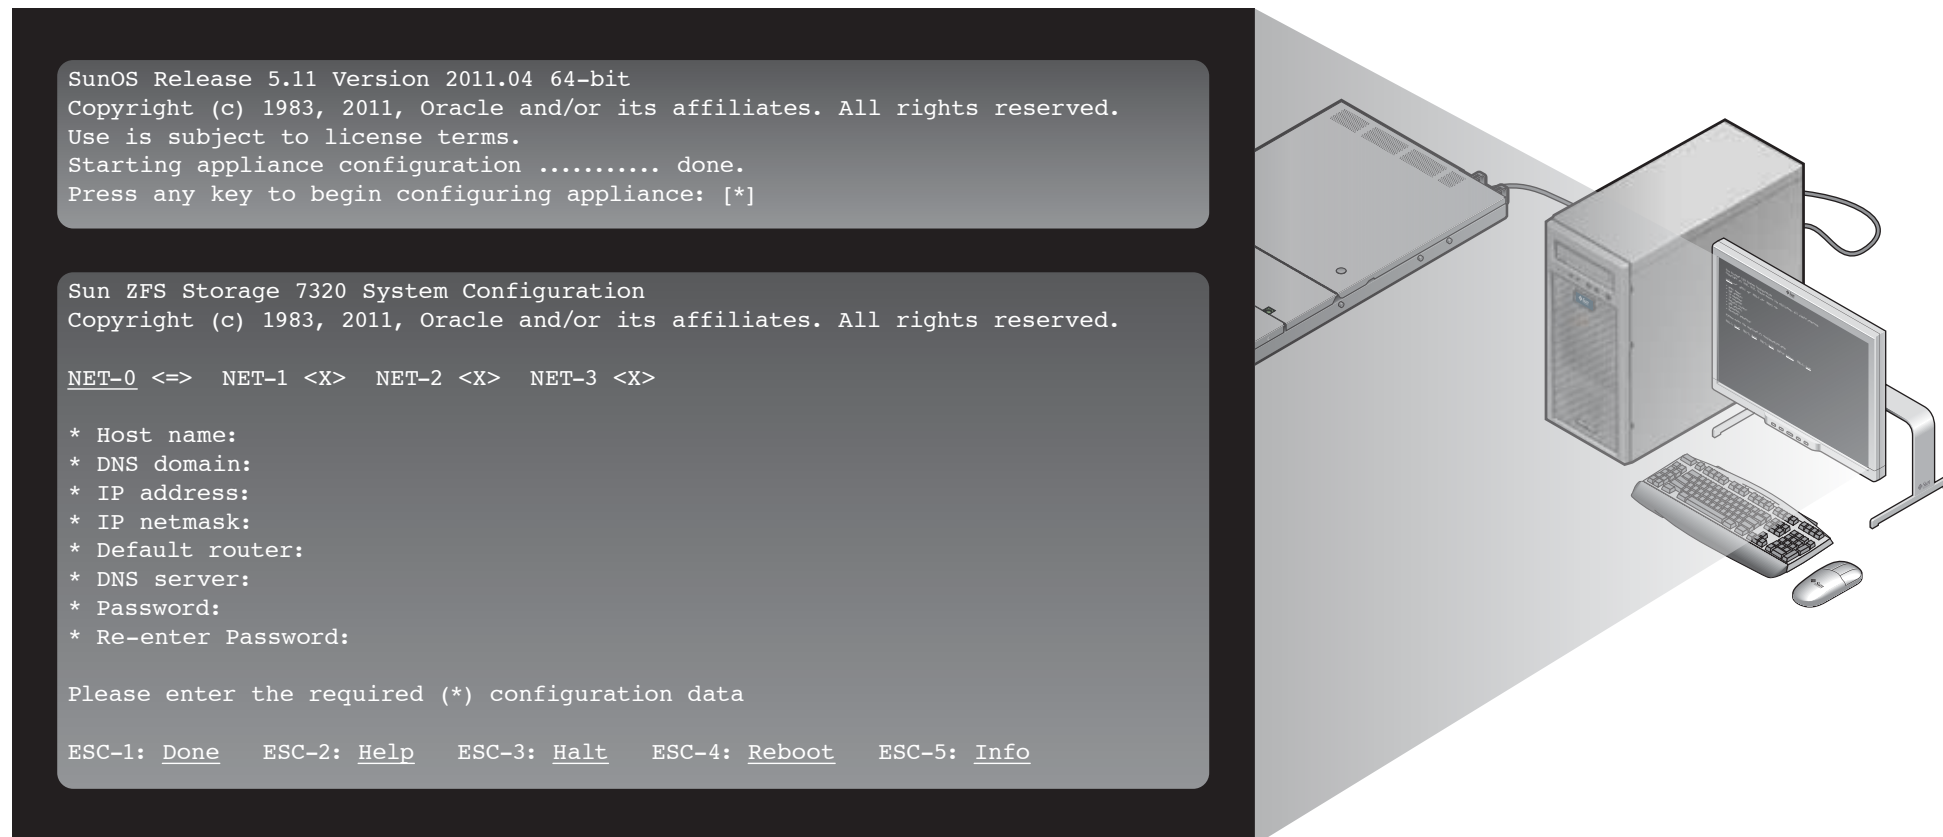 SunOS Release 5.11 Version 2011.04 64-bit
Copyright (c) 1983, 2011, Oracle and/or its affiliates. All rights reserved.
Use is subject to license terms.
Starting appliance configuration ........... done.
Press any key to begin configuring appliance: [*]
Sun ZFS Storage 7320 System Configuration
Copyright (c) 1983, 2011, Oracle and/or its affiliates. All rights reserved.
NET-0 <=> NET-1 <X> NET-2 <X> NET-3 <X>
* Host name:
* DNS domain:
* IP address:
* IP netmask:
* Default router:
* DNS server:
* Password:
* Re-enter Password:
Please enter the required (*) configuration data
ESC-1: Done ESC-2: Help ESC-3: Halt ESC-4: Reboot ESC-5: Info
Sun